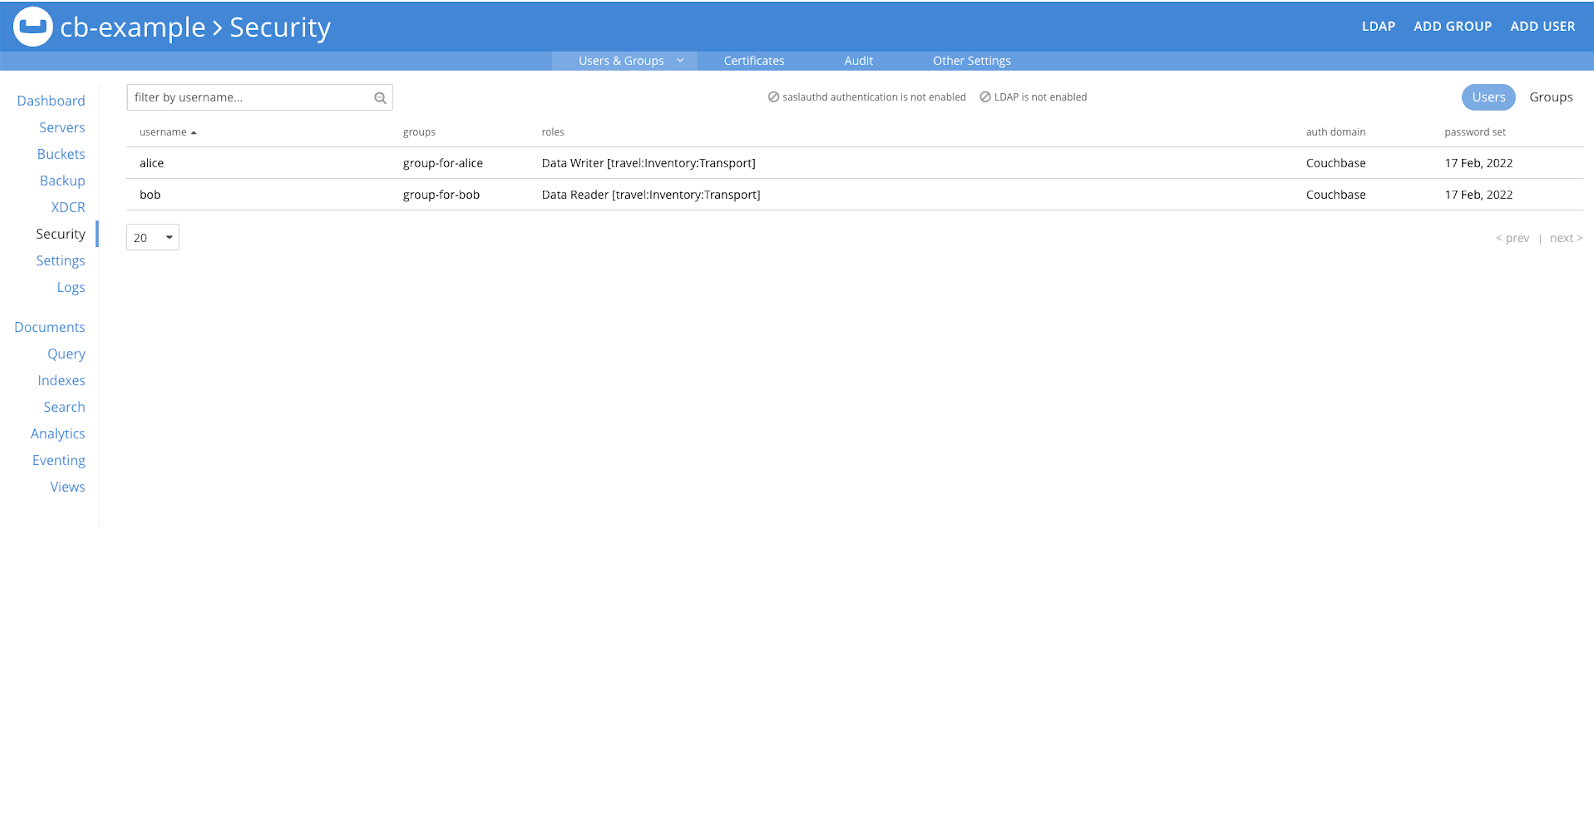 cb-example > Security
LDAP ADD GROUP ADD USER
Users & Groups Certificates Audit Other Settings
Dashboard
Servers
Buckets
Backup
XDCR
Security
Settings
Logs
Documents
Query
Indexes
Search
Analytics
Eventing
Views
filter by username...
saslauthd authentication is not enabled LDAP is not enabled
Users Groups
username groups roles auth domain password set
alice group-for-alice Data Writer [travel:Inventory:Transport] Couchbase 17 Feb, 2022
bob group-for-bob Data Reader [travel:Inventory:Transport] Couchbase 17 Feb, 2022
20
< prev | next >